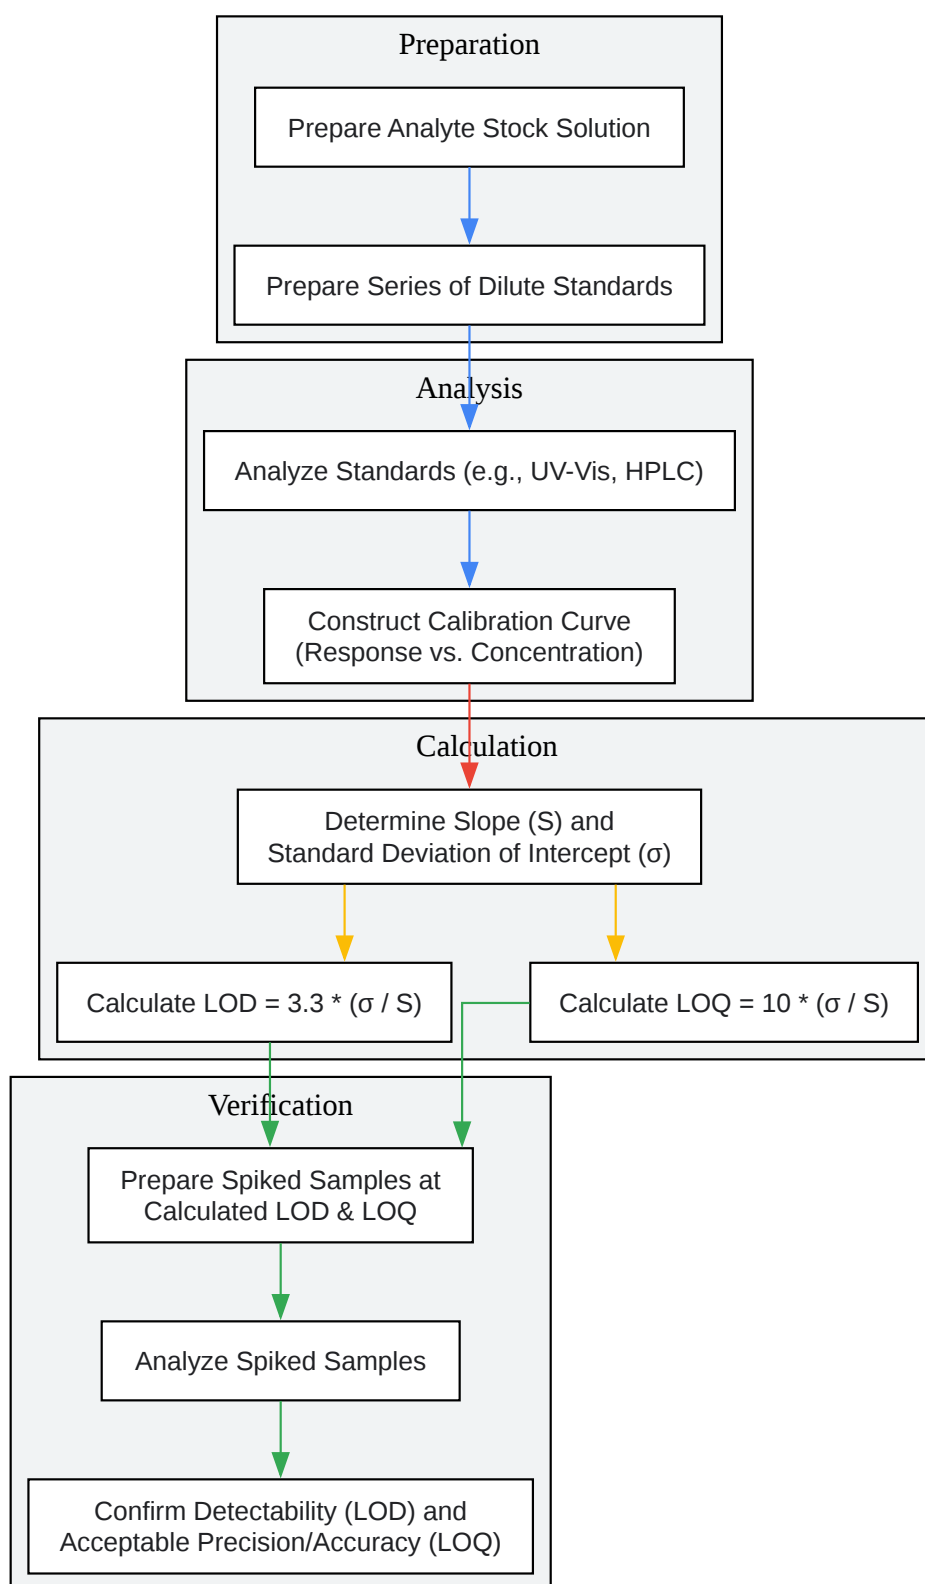 Preparation
Prepare Analyte Stock Solution
Prepare Series of Dilute Standards
Analysis
Analyze Standards (e.g., UV-Vis, HPLC)
Construct Calibration Curve
(Response vs. Concentration)
Calculation
Determine Slope (S) and
Standard Deviation of Intercept (σ)
Calculate LOD = 3.3 * (σ / S)
Calculate LOQ = 10 * (σ / S)
Verification
Prepare Spiked Samples at
Calculated LOD & LOQ
Analyze Spiked Samples
Confirm Detectability (LOD) and
Acceptable Precision/Accuracy (LOQ)